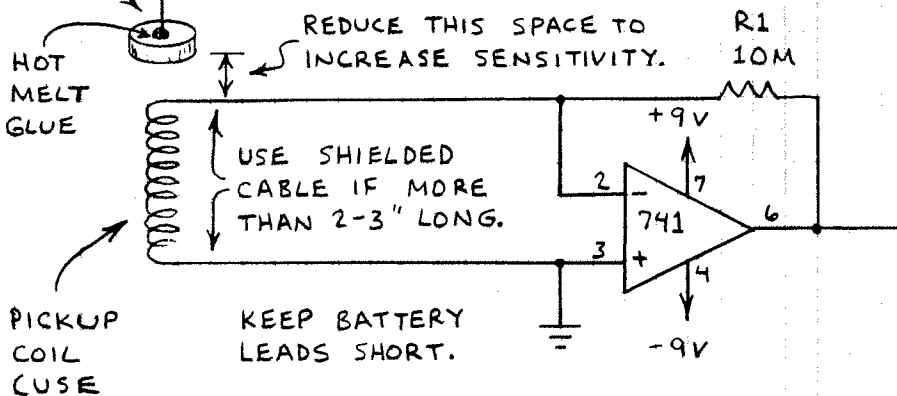 REDUCE THIS SPACE TO
INCREASE SENSITIVITY.
R1
10M
HOT
MELT
GLUE
+9V
USE SHIELDED
CABLE IF MORE
THAN 2-3" LONG.
2
-
7
741
6
3
+
4
PICKUP
COIL
CUSE
KEEP BATTERY
LEADS SHORT.
-9V